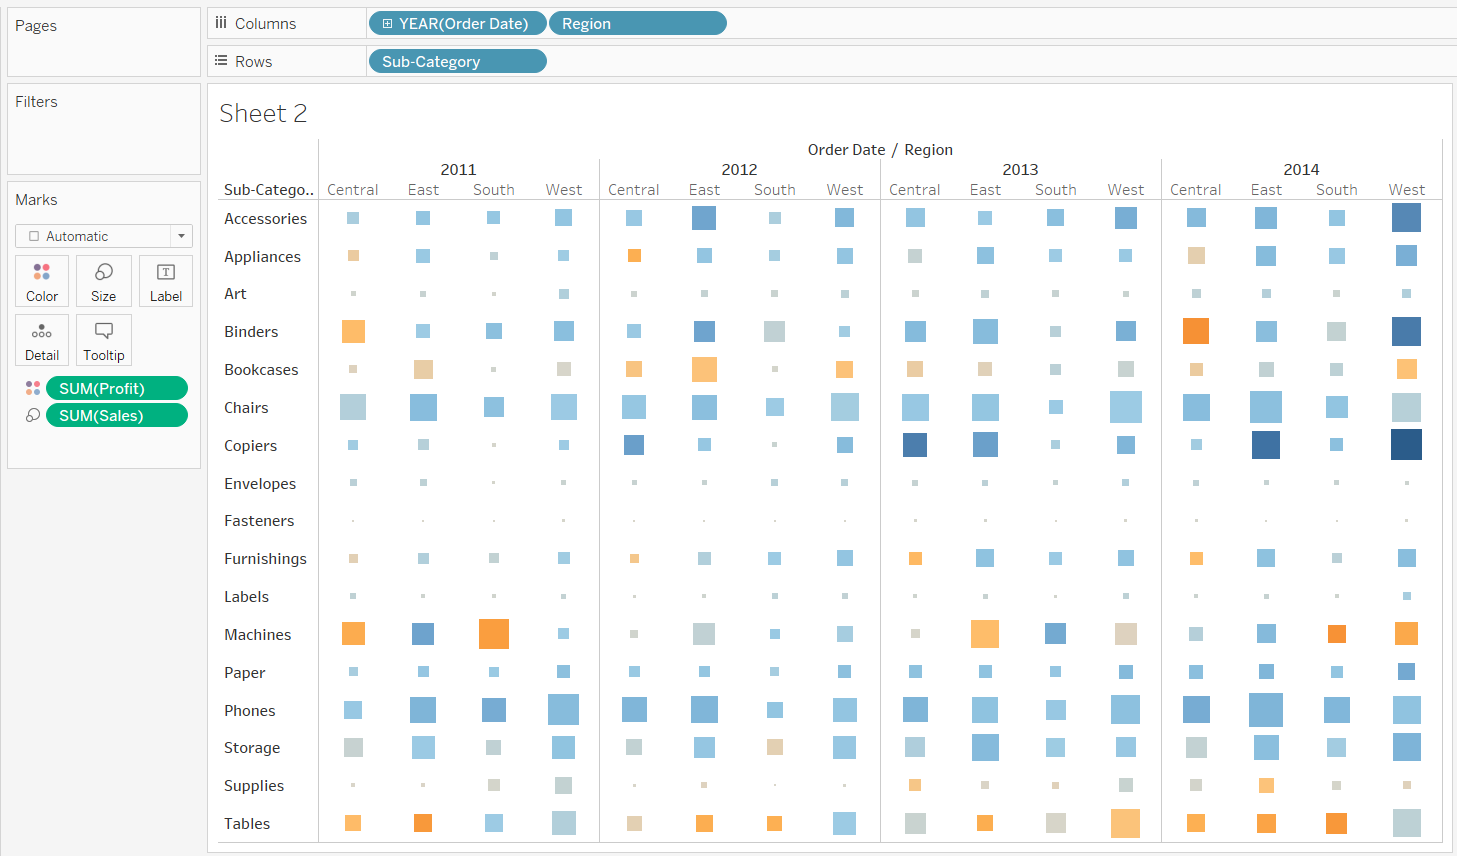 Pages
Columns
YEAR(Order Date)
Region
Rows
Sub-Category
Filters
Marks
Automatic
Color
Size
Label
Detail
Tooltip
SUM(Profit)
SUM(Sales)
Sheet 2
Order Date / Region
2011 2012 2013 2014
Sub-Catego.. Central East South West Central East South West Central East South West Central East South West
Accessories
Appliances
Art
Binders
Bookcases
Chairs
Copiers
Envelopes
Fasteners
Furnishings
Labels
Machines
Paper
Phones
Storage
Supplies
Tables